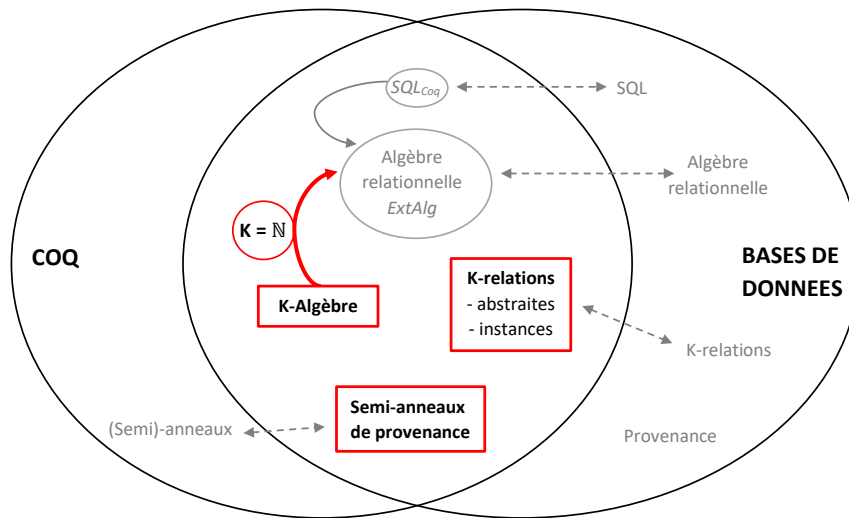 SQLCoq
SQL
Algèbre
relationnelle
ExtAlg
Algèbre
relationnelle
K = ℕ
COQ
BASES DE
DONNEES
K-relations
- abstraites
- instances
K-Algèbre
K-relations
Semi-anneaux
de provenance
(Semi)-anneaux
Provenance